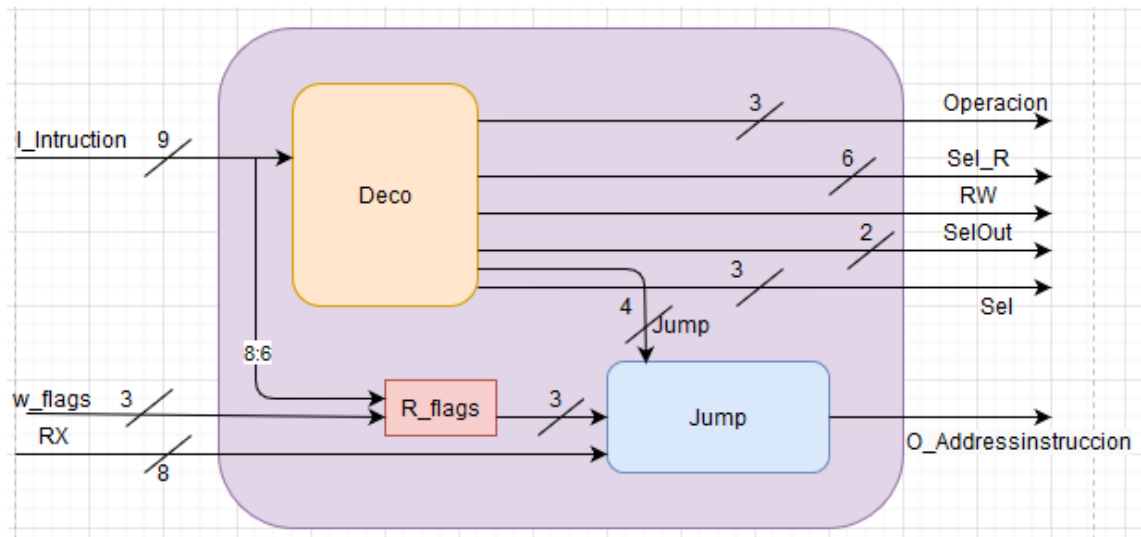 3
Operacion
I_Intruction
9
6
Sel_R
Deco
RW
2
SelOut
3
4
Jump
Sel
8:6
w_flags
3
R_flags
3
Jump
RX
8
O_Addressinstruccion